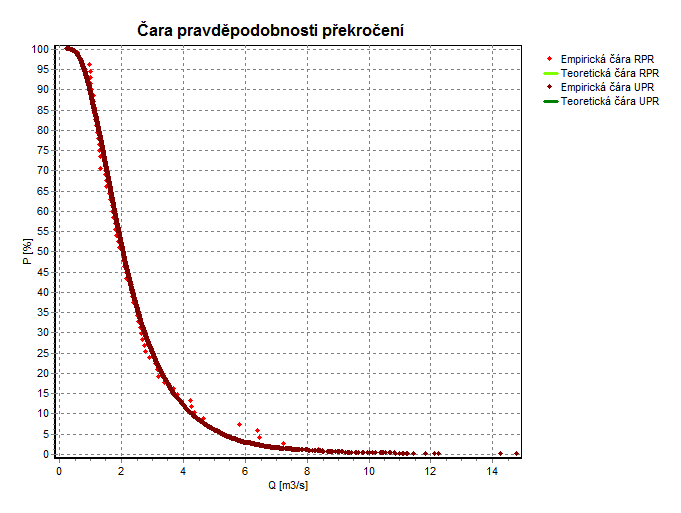 Čara pravděpodobnosti překročení
P [%]
100
95
90
85
80
75
70
65
60
55
50
45
40
35
30
25
20
15
10
5
0
0 2 4 6 8 10 12 14
Q [m3/s]
Empirická čára RPR
Teoretická čára RPR
Empirická čára UPR
Teoretická čára UPR